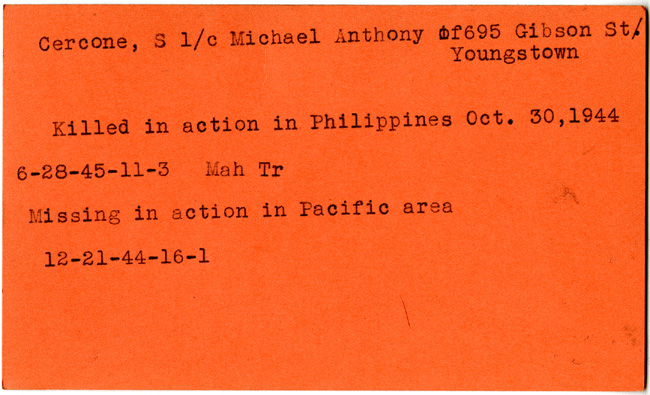 Cercone, S 1/c Michael Anthony of695 Gibson St/.
Youngstown
Killed in action in Philippines Oct. 30,1944
6-28-45-11-3 Mah Tr
Missing in action in Pacific area
12-21-44-16-1